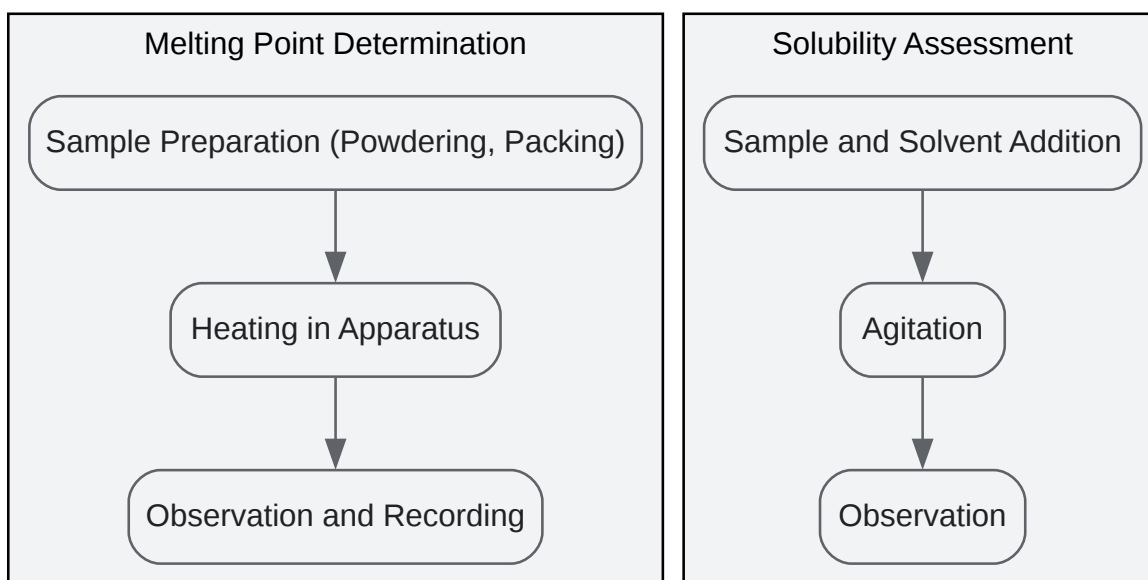 Melting Point Determination
Sample Preparation (Powdering, Packing)
Heating in Apparatus
Observation and Recording
Solubility Assessment
Sample and Solvent Addition
Agitation
Observation